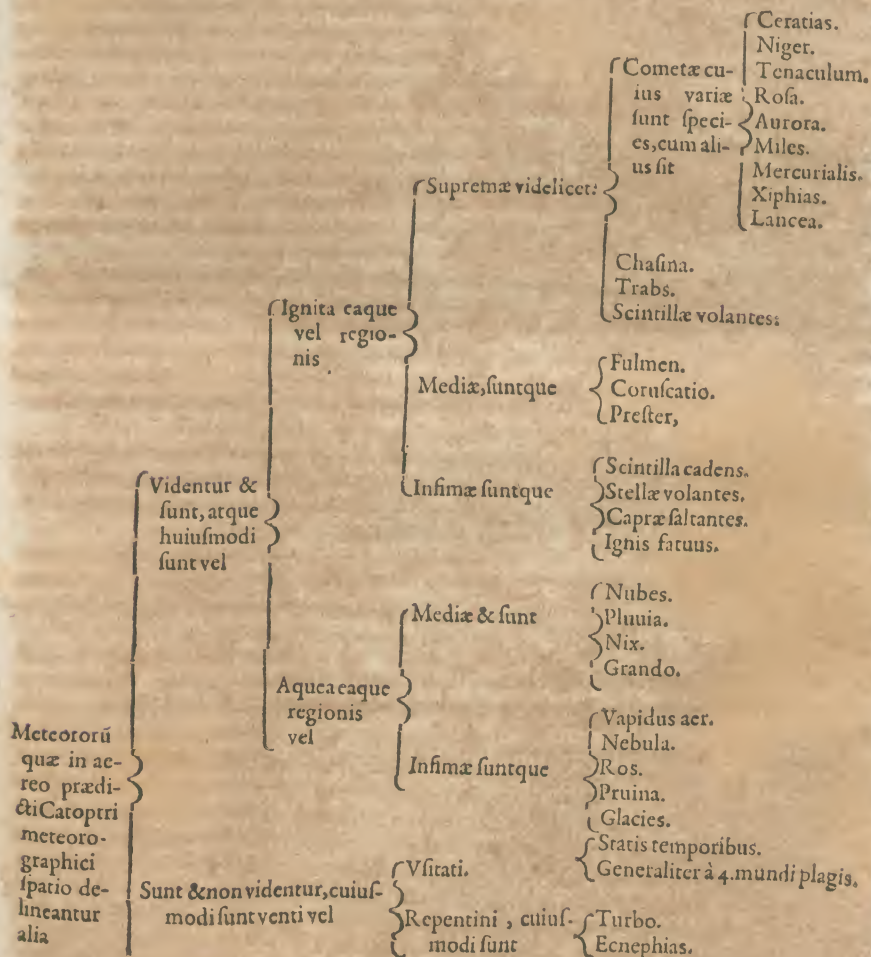 Meteororū
quæ in ae-
reo prædi-
cti Catoptri
meteoro-
graphici
ſpatio de-
lineantur
alia
Videntur &
ſunt, atque
huiuſmodi
ſunt vel
Ignita eaque
vel regio-
nis
Supremæ videlicet:
Cometæ cu-
ius variæ
ſunt ſpeci-
es, cum ali-
us ſit
Ceratias.
Niger.
Tenaculum.
Roſa.
Aurora.
Miles.
Mercurialis.
Xiphias.
Lancea.
Chaſina.
Trabs.
Scintillæ volantes:
Mediæ, ſuntque
Fulmen.
Coruſcatio.
Preſter,
Infimæ ſuntque
Scintilla cadens.
Stellæ volantes.
Capræ ſaltantes.
Ignis fatuus.
Aquea eaque
regionis
vel
Mediæ & ſunt
Nubes.
Pluuia.
Nix.
Grando.
Infimæ ſuntque
Vapidus aer.
Nebula.
Ros.
Pruina.
Glacies.
Sunt & non videntur, cuiuſ-
modi ſunt venti vel
Vſitati.
Statis temporibus.
Generaliter à 4. mundi plagis.
Repentini, cuiuſ-
modi ſunt
Turbo.
Ecnephias.